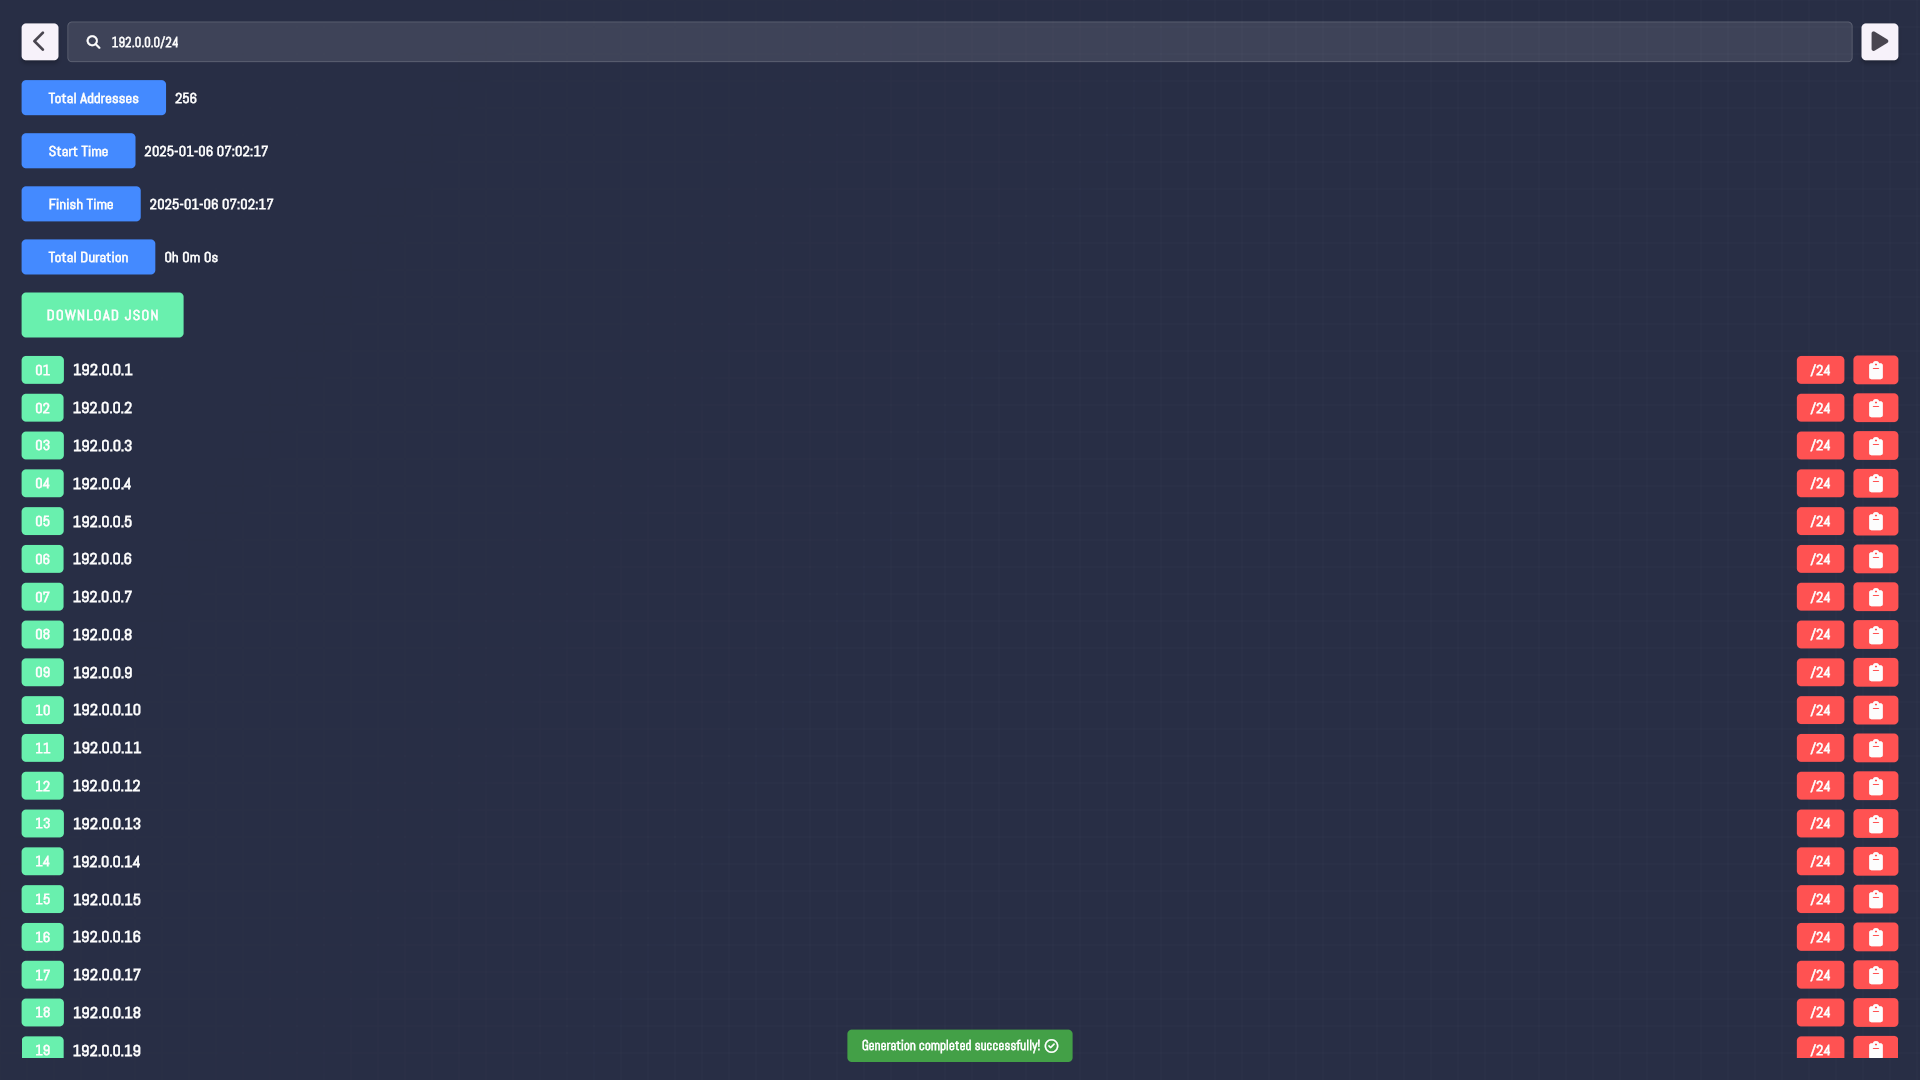 192.0.0.0/24
Total Addresses 256
Start Time 2025-01-06 07:02:17
Finish Time 2025-01-06 07:02:17
Total Duration 0h 0m 0s
DOWNLOAD JSON
01 192.0.0.1 /24
02 192.0.0.2 /24
03 192.0.0.3 /24
04 192.0.0.4 /24
05 192.0.0.5 /24
06 192.0.0.6 /24
07 192.0.0.7 /24
08 192.0.0.8 /24
09 192.0.0.9 /24
10 192.0.0.10 /24
11 192.0.0.11 /24
12 192.0.0.12 /24
13 192.0.0.13 /24
14 192.0.0.14 /24
15 192.0.0.15 /24
16 192.0.0.16 /24
17 192.0.0.17 /24
18 192.0.0.18 /24
19 192.0.0.19 /24
Generation completed successfully!